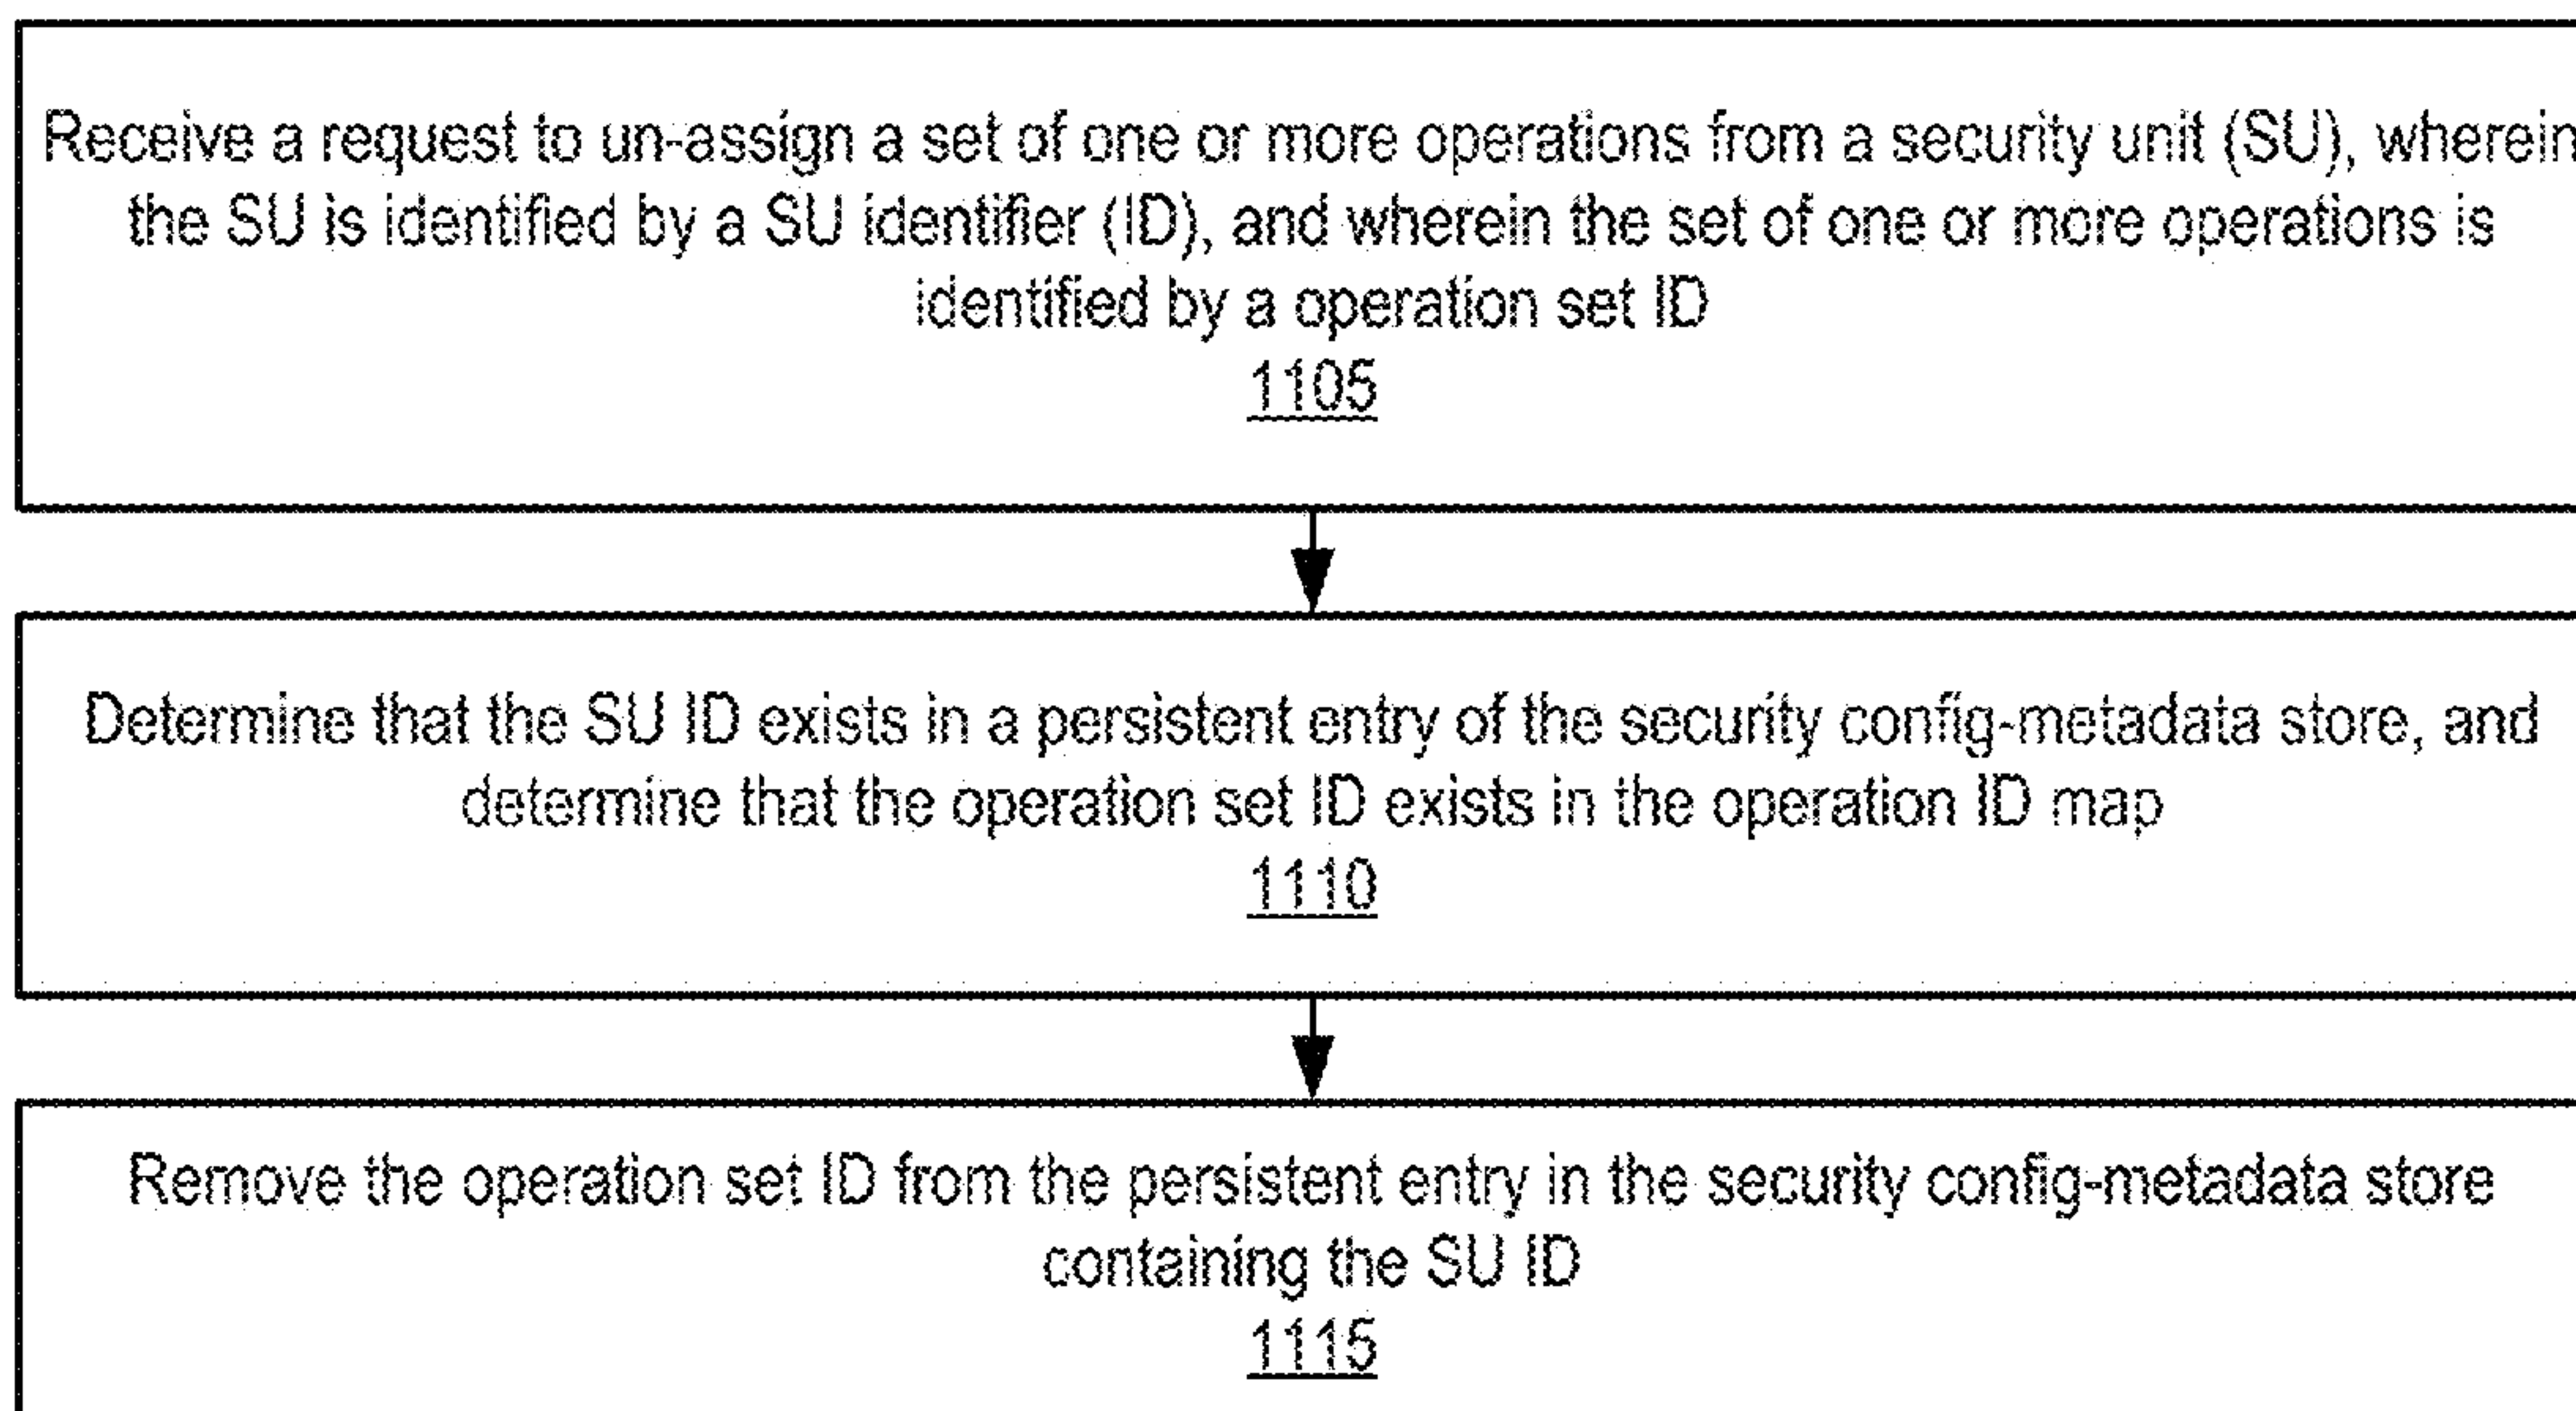 Receive a request to un-assign a set of one or more operations from a security unit (SU), wherein
the SU is identified by a SU identifier (ID), and wherein the set of one or more operations is
identified by a operation set ID
1105
Determine that the SU ID exists in a persistent entry of the security config-metadata store, and
determine that the operation set ID exists in the operation ID map
1110
Remove the operation set ID from the persistent entry in the security config-metadata store
containing the SU ID
1115